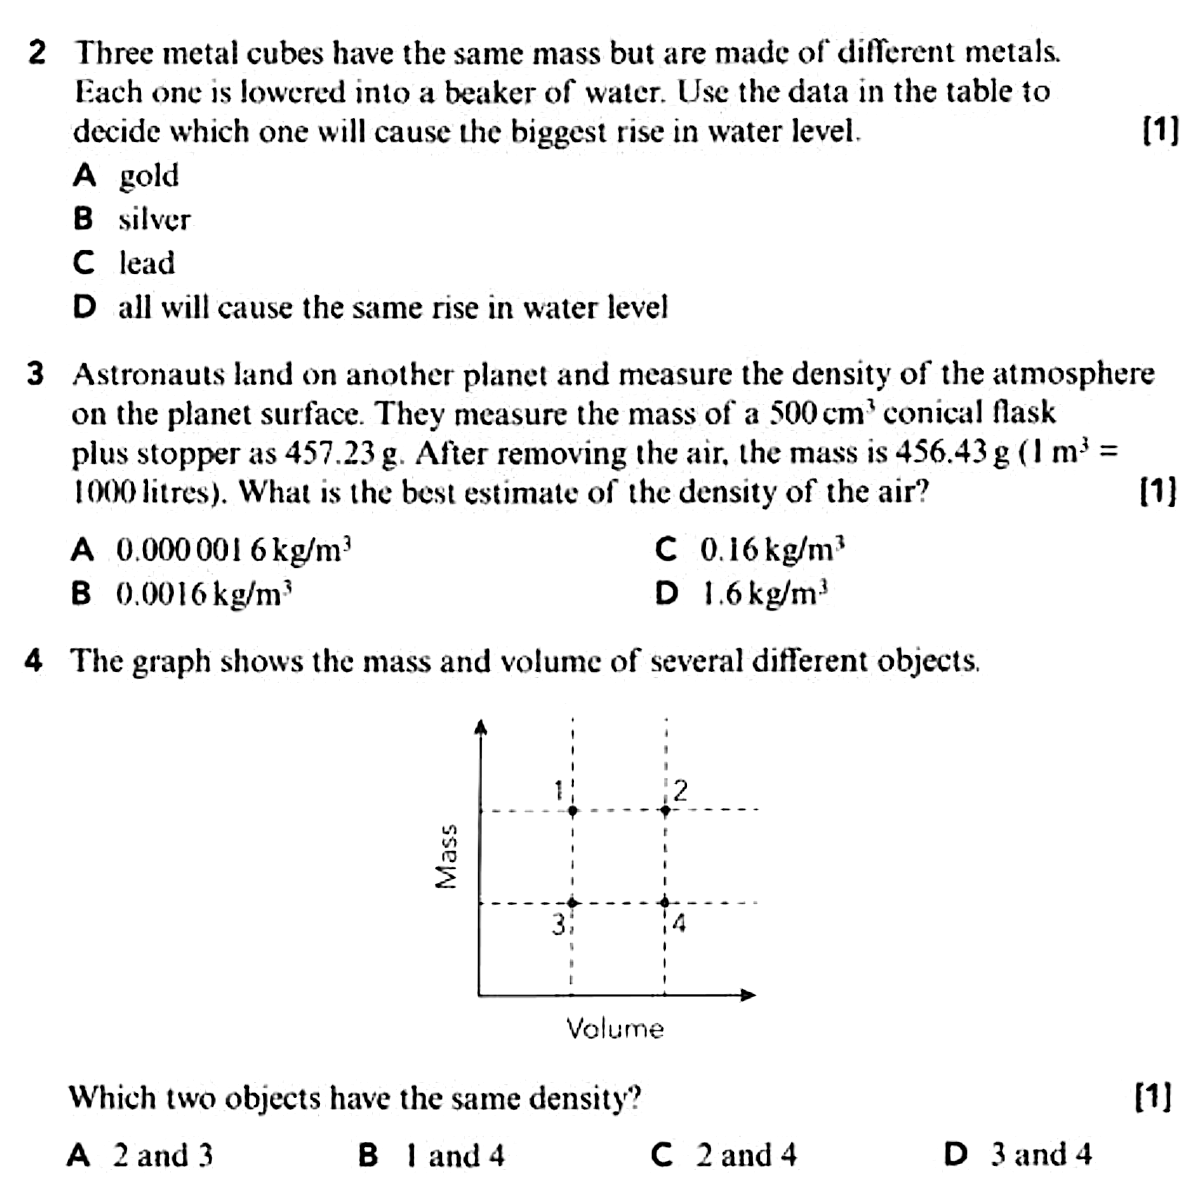 2 Three metal cubes have the same mass but are made of different metals.
Each one is lowered into a beaker of water. Use the data in the table to
decide which one will cause the biggest rise in water level. [1]
A gold
B silver
C lead
D all will cause the same rise in water level
3 Astronauts land on another planet and measure the density of the atmosphere
on the planet surface. They measure the mass of a 500 cm³ conical flask
plus stopper as 457.23 g. After removing the air, the mass is 456.43 g (1 m³ =
1000 litres). What is the best estimate of the density of the air? [1]
A 0.000 001 6 kg/m³ C 0.16 kg/m³
B 0.0016 kg/m³ D 1.6 kg/m³
4 The graph shows the mass and volume of several different objects.
1 2
Mass
3 4
Volume
Which two objects have the same density? [1]
A 2 and 3 B 1 and 4 C 2 and 4 D 3 and 4